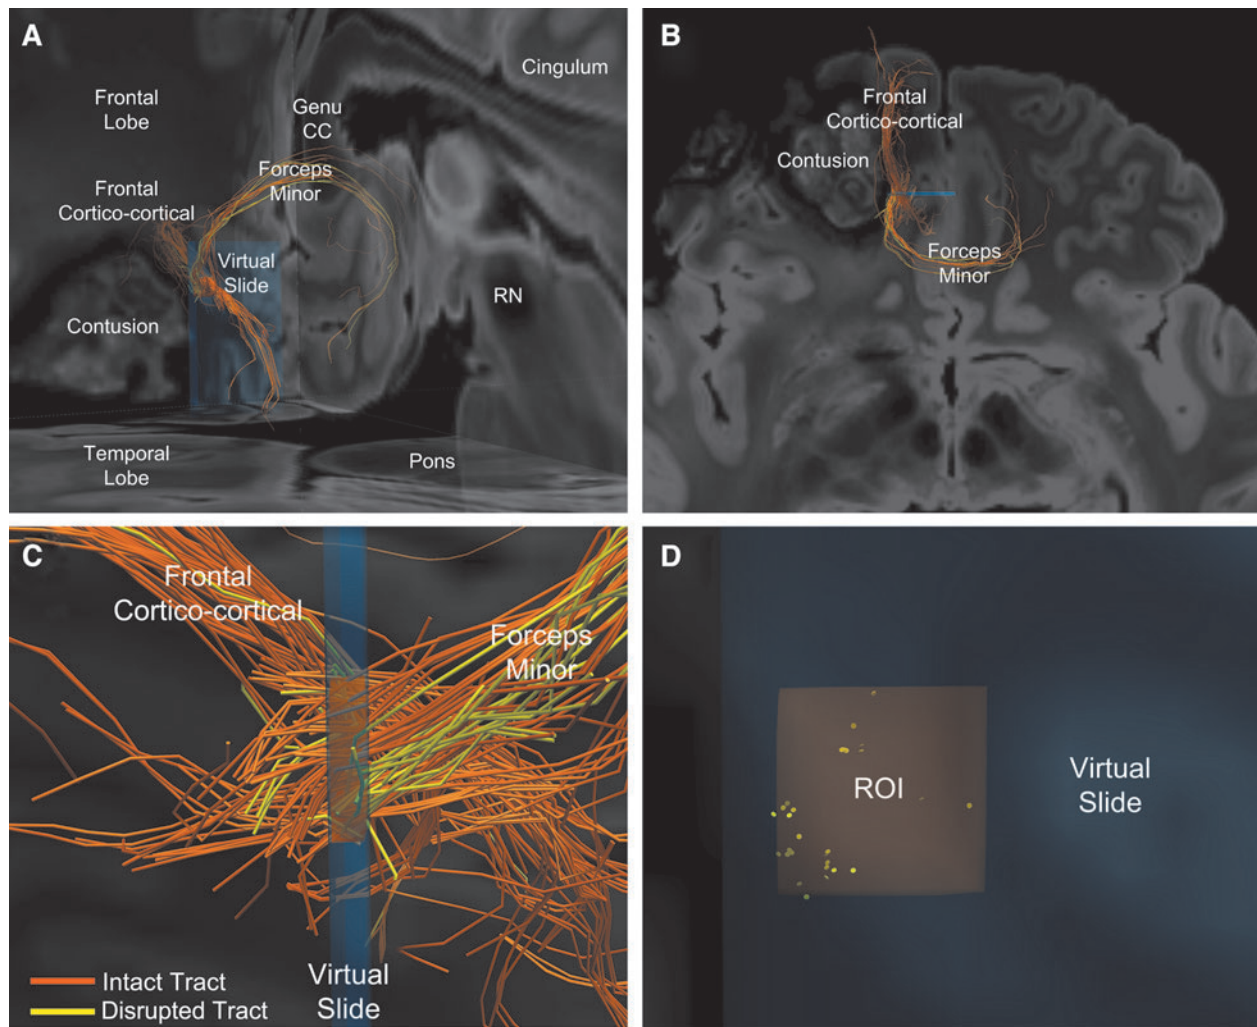 A
Frontal
Lobe
Genu
CC
Cingulum
Forceps
Minor
Frontal
Cortico-cortical
Virtual
Slide
Contusion
RN
Temporal
Lobe
Pons
B
Frontal
Cortico-cortical
Contusion
Forceps
Minor
C
Frontal
Cortico-cortical
Forceps
Minor
Intact Tract
Disrupted Tract
Virtual
Slide
D
ROI
Virtual
Slide